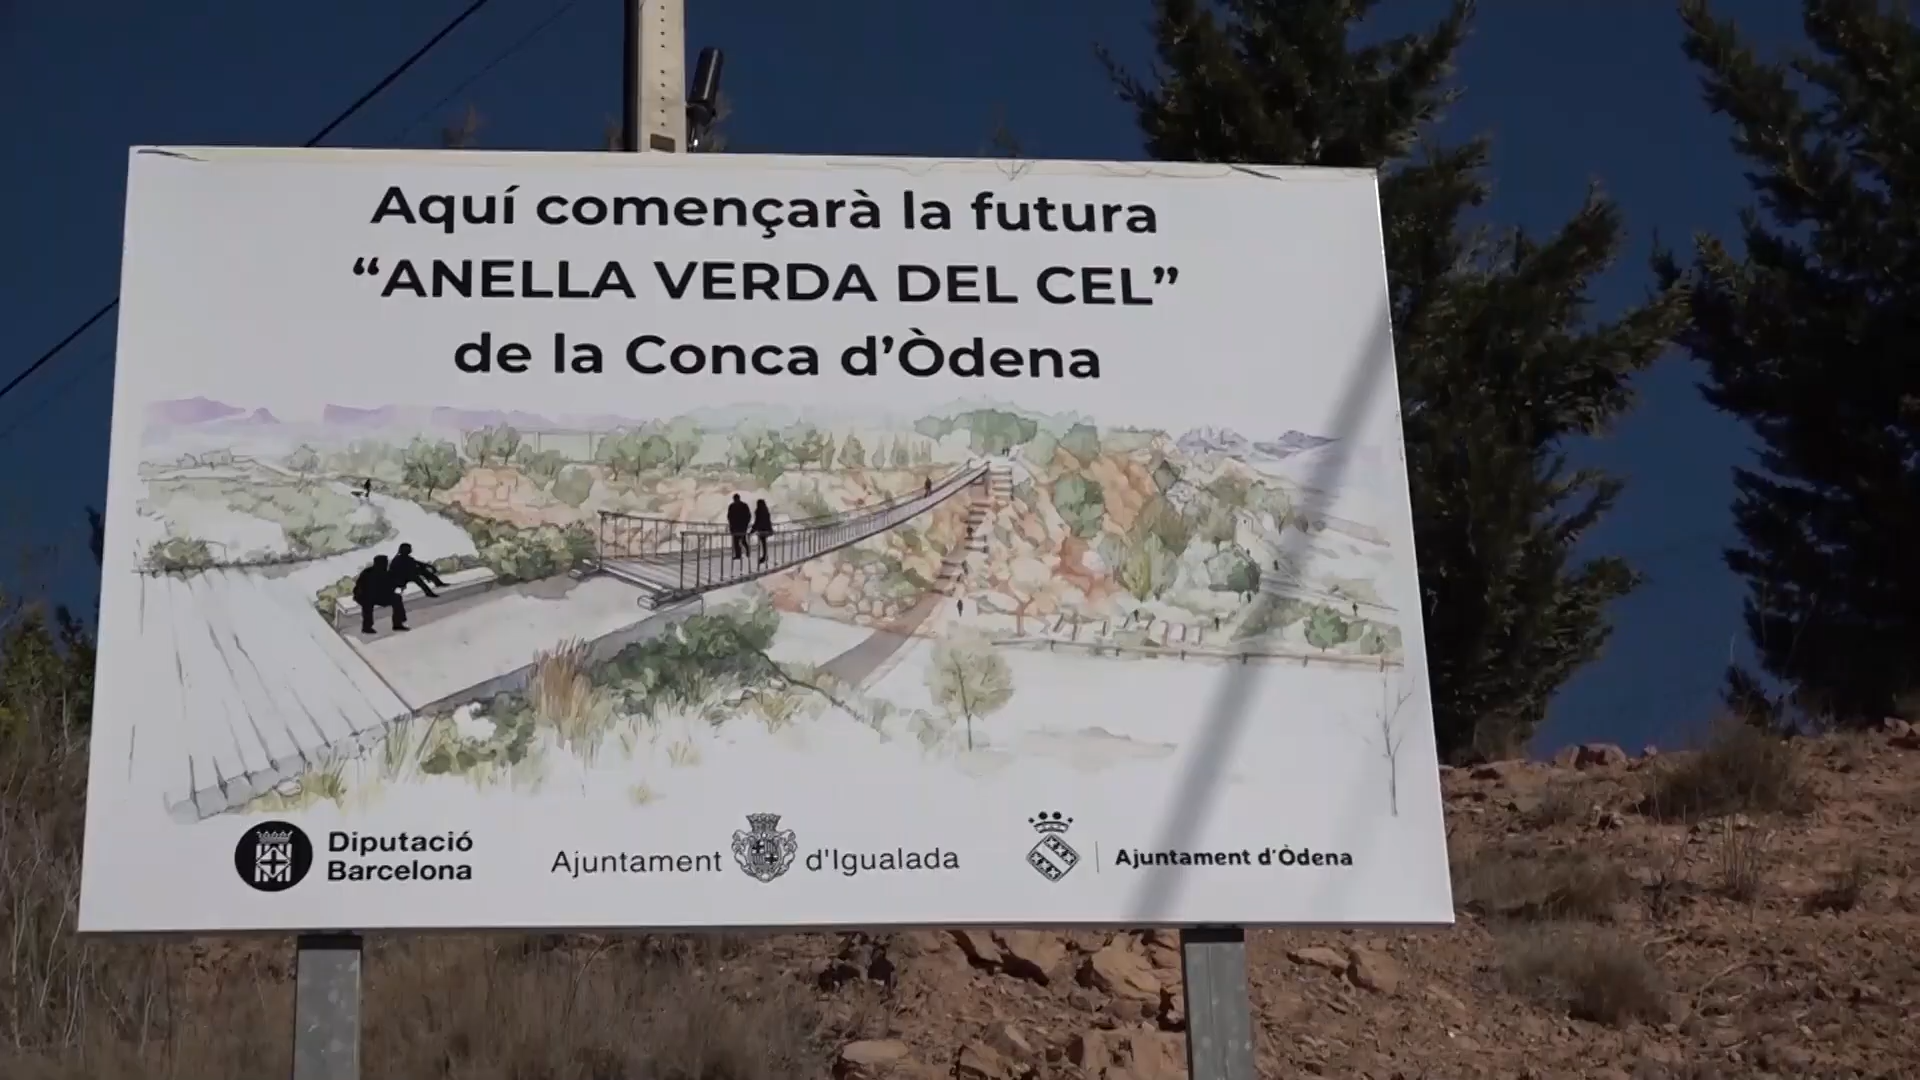 Aquí començarà la futura
“ANELLA VERDA DEL CEL”
de la Conca d’Òdena
Diputació
Barcelona
Ajuntament d'Igualada
Ajuntament d'Òdena